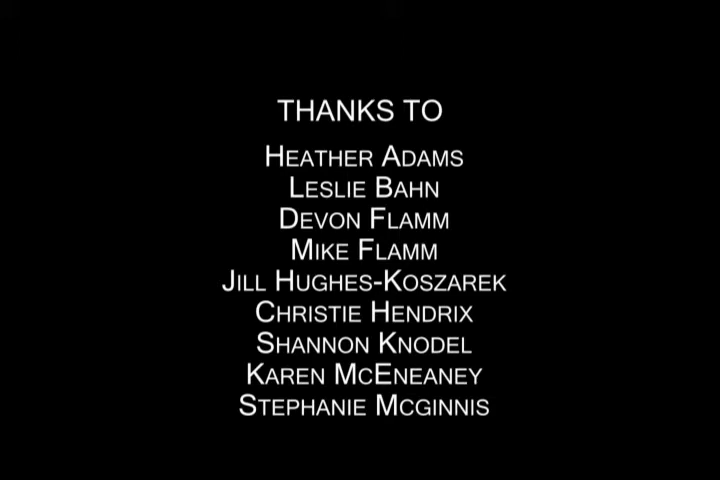 THANKS TO
HEATHER ADAMS
LESLIE BAHN
DEVON FLAMM
MIKE FLAMM
JILL HUGHES-KOSZAREK
CHRISTIE HENDRIX
SHANNON KNODEL
KAREN MCENEANEY
STEPHANIE MCGINNIS